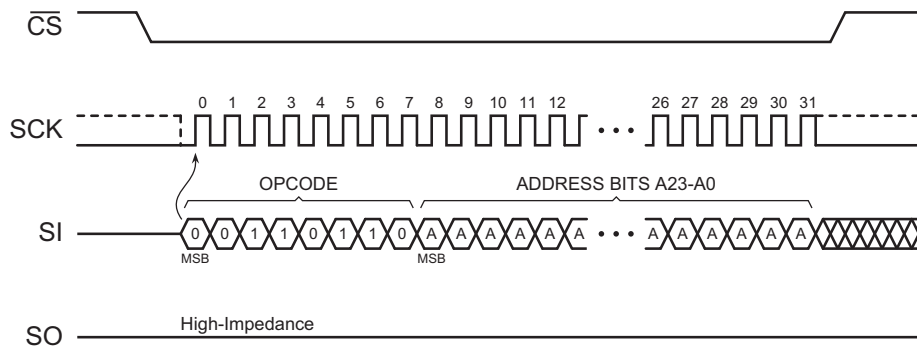 CS
0 1 2 3 4 5 6 7 8 9 10 11 12 26 27 28 29 30 31
SCK
OPCODE ADDRESS BITS A23-A0
SI 0 0 1 1 0 1 1 0 A A A A A A A A A A A A
MSB MSB
High-Impedance
SO